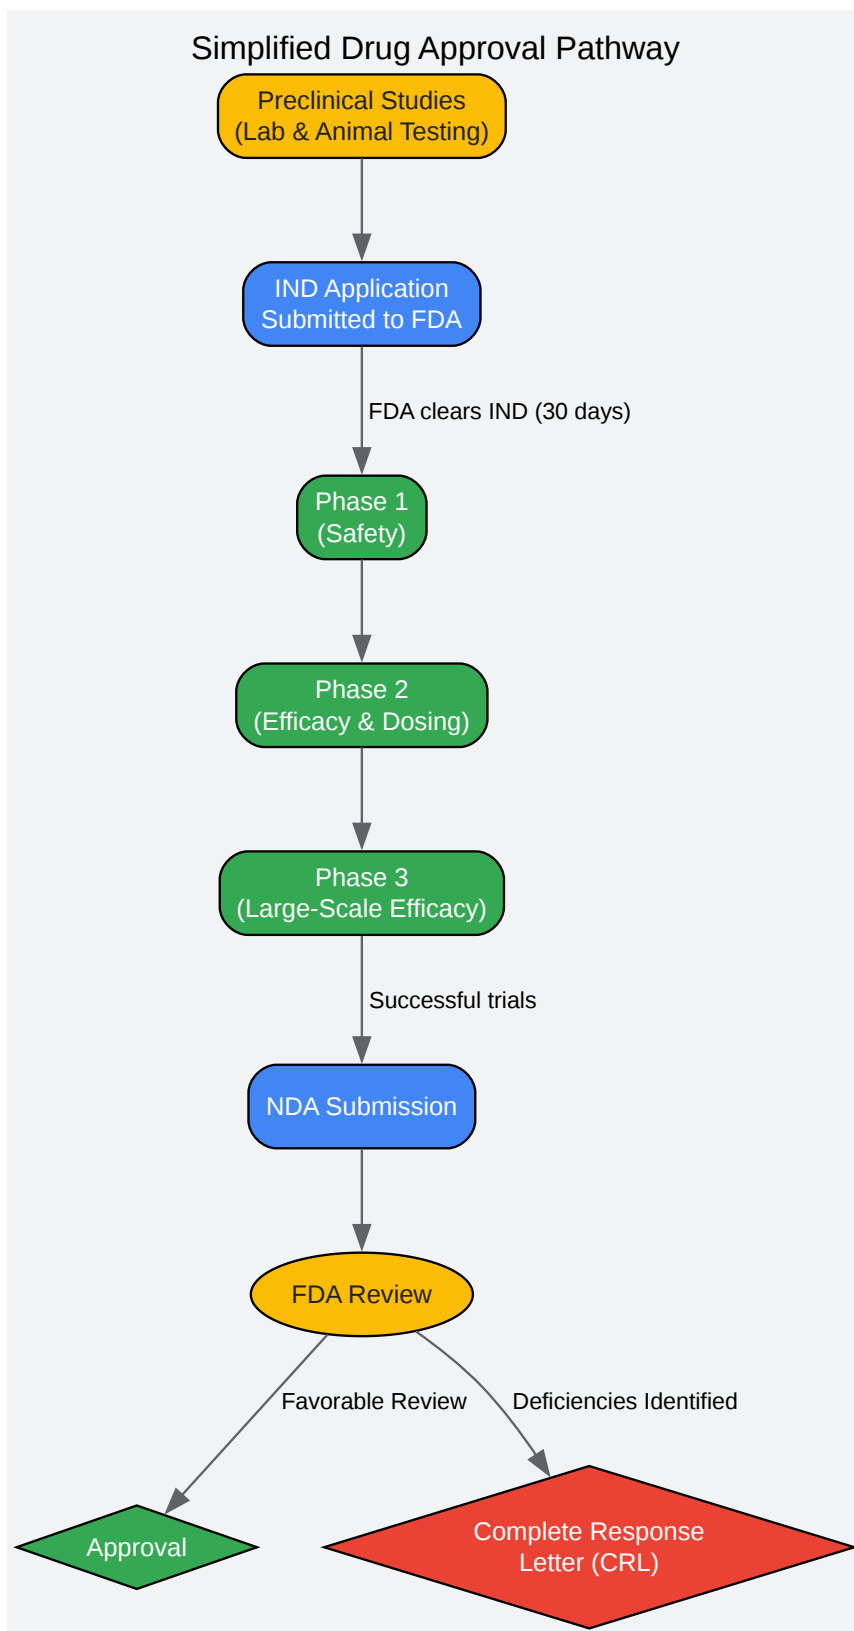 Simplified Drug Approval Pathway
Preclinical Studies
(Lab & Animal Testing)
IND Application
Submitted to FDA
FDA clears IND (30 days)
Phase 1
(Safety)
Phase 2
(Efficacy & Dosing)
Phase 3
(Large-Scale Efficacy)
Successful trials
NDA Submission
FDA Review
Favorable Review
Deficiencies Identified
Approval
Complete Response
Letter (CRL)